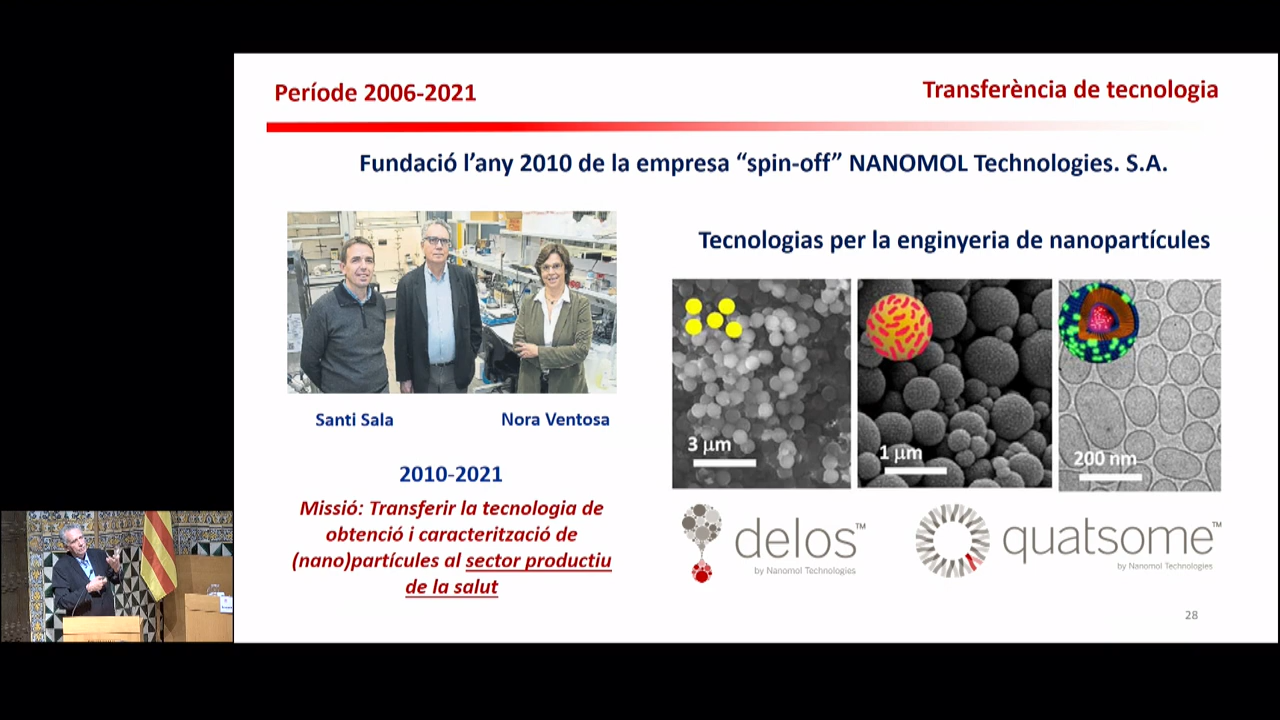 Període 2006-2021
Transferència de tecnologia
Fundació l’any 2010 de la empresa “spin-off” NANOMOL Technologies. S.A.
Santi Sala
Nora Ventosa
2010-2021
Missió: Transferir la tecnologia de
obtenció i caracterització de
(nano)partícules al sector productiu
de la salut
Tecnologias per la enginyeria de nanopartícules
3 μm
1 μm
200 nm
delos™
by Nanomol Technologies
quatsome™
by Nanomol Technologies
28